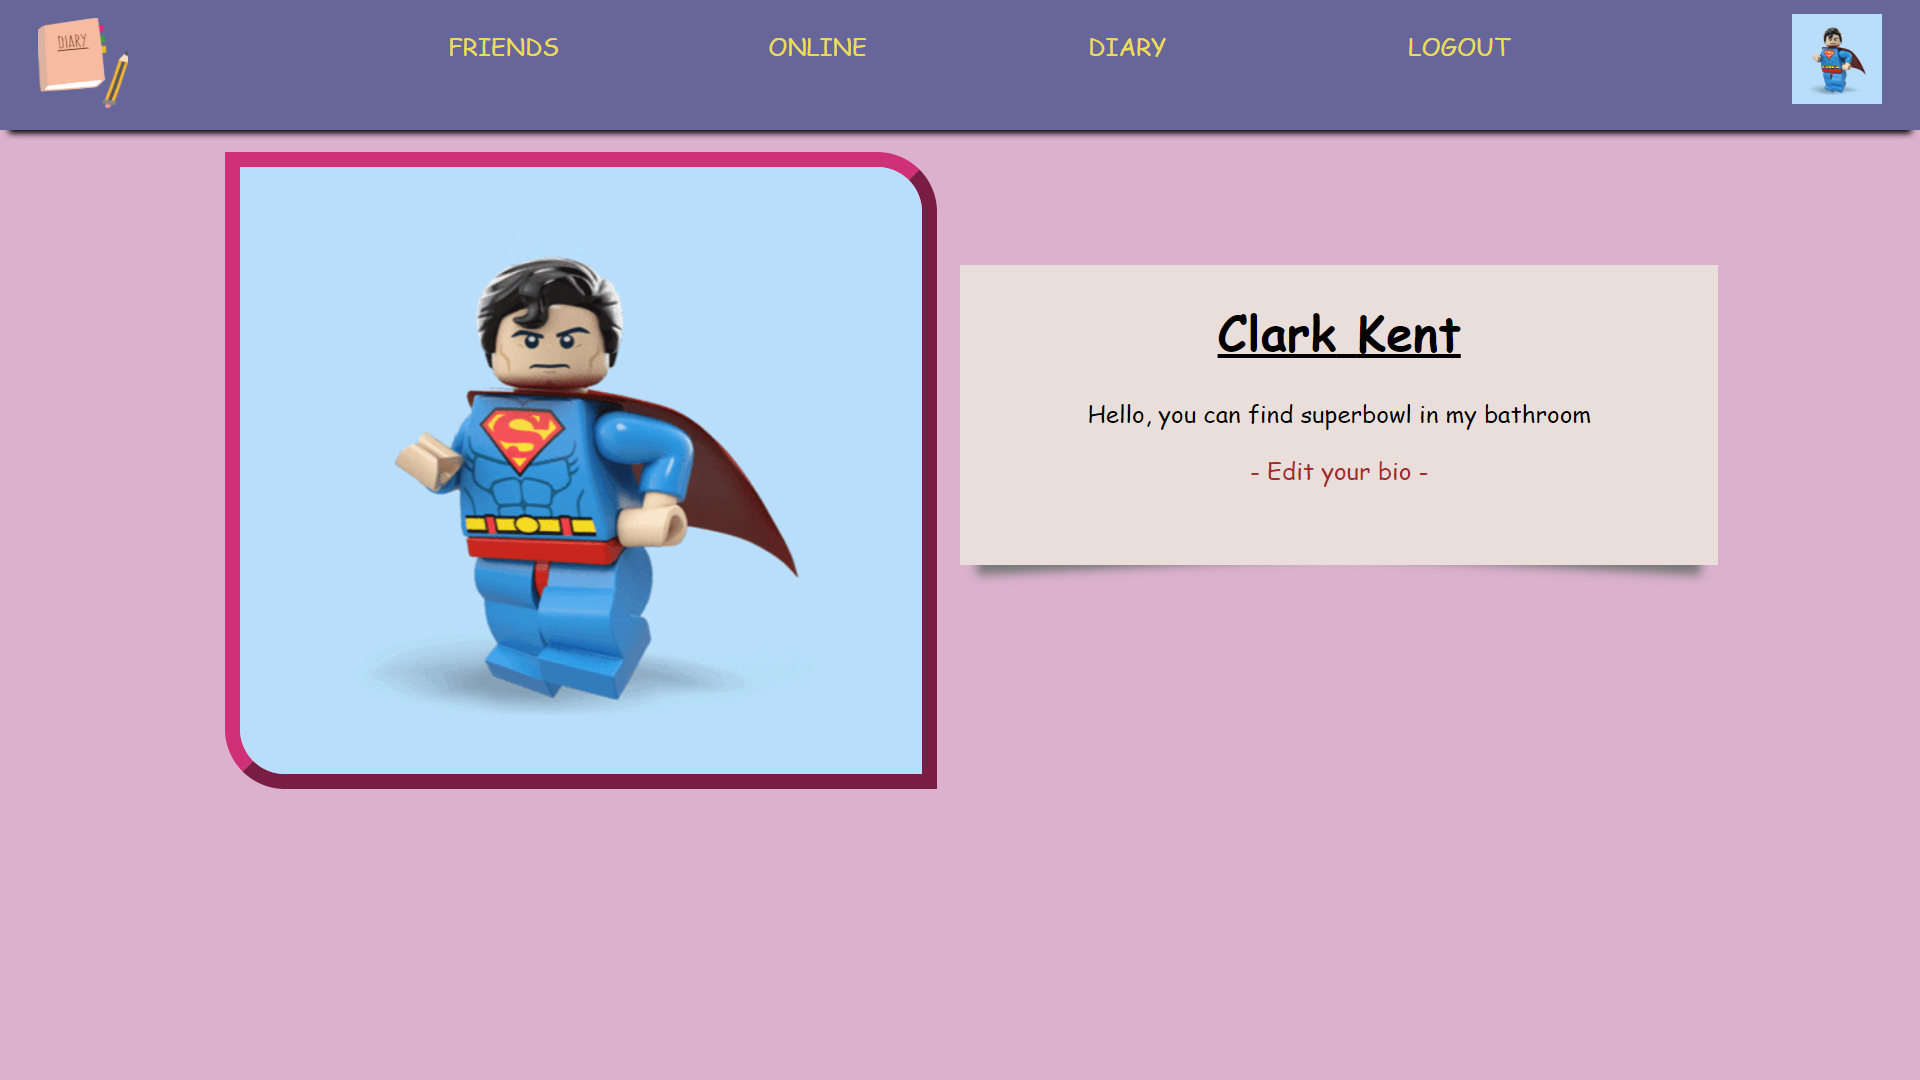 DIARY
FRIENDS
ONLINE
DIARY
LOGOUT
S
Clark Kent
Hello, you can find superbowl in my bathroom
- Edit your bio -